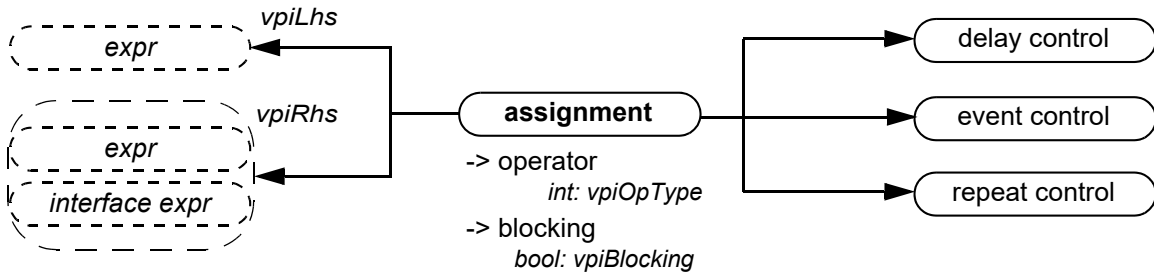 vpiLhs
expr
vpiRhs
expr
interface expr
assignment
-> operator
int: vpiOpType
-> blocking
bool: vpiBlocking
delay control
event control
repeat control